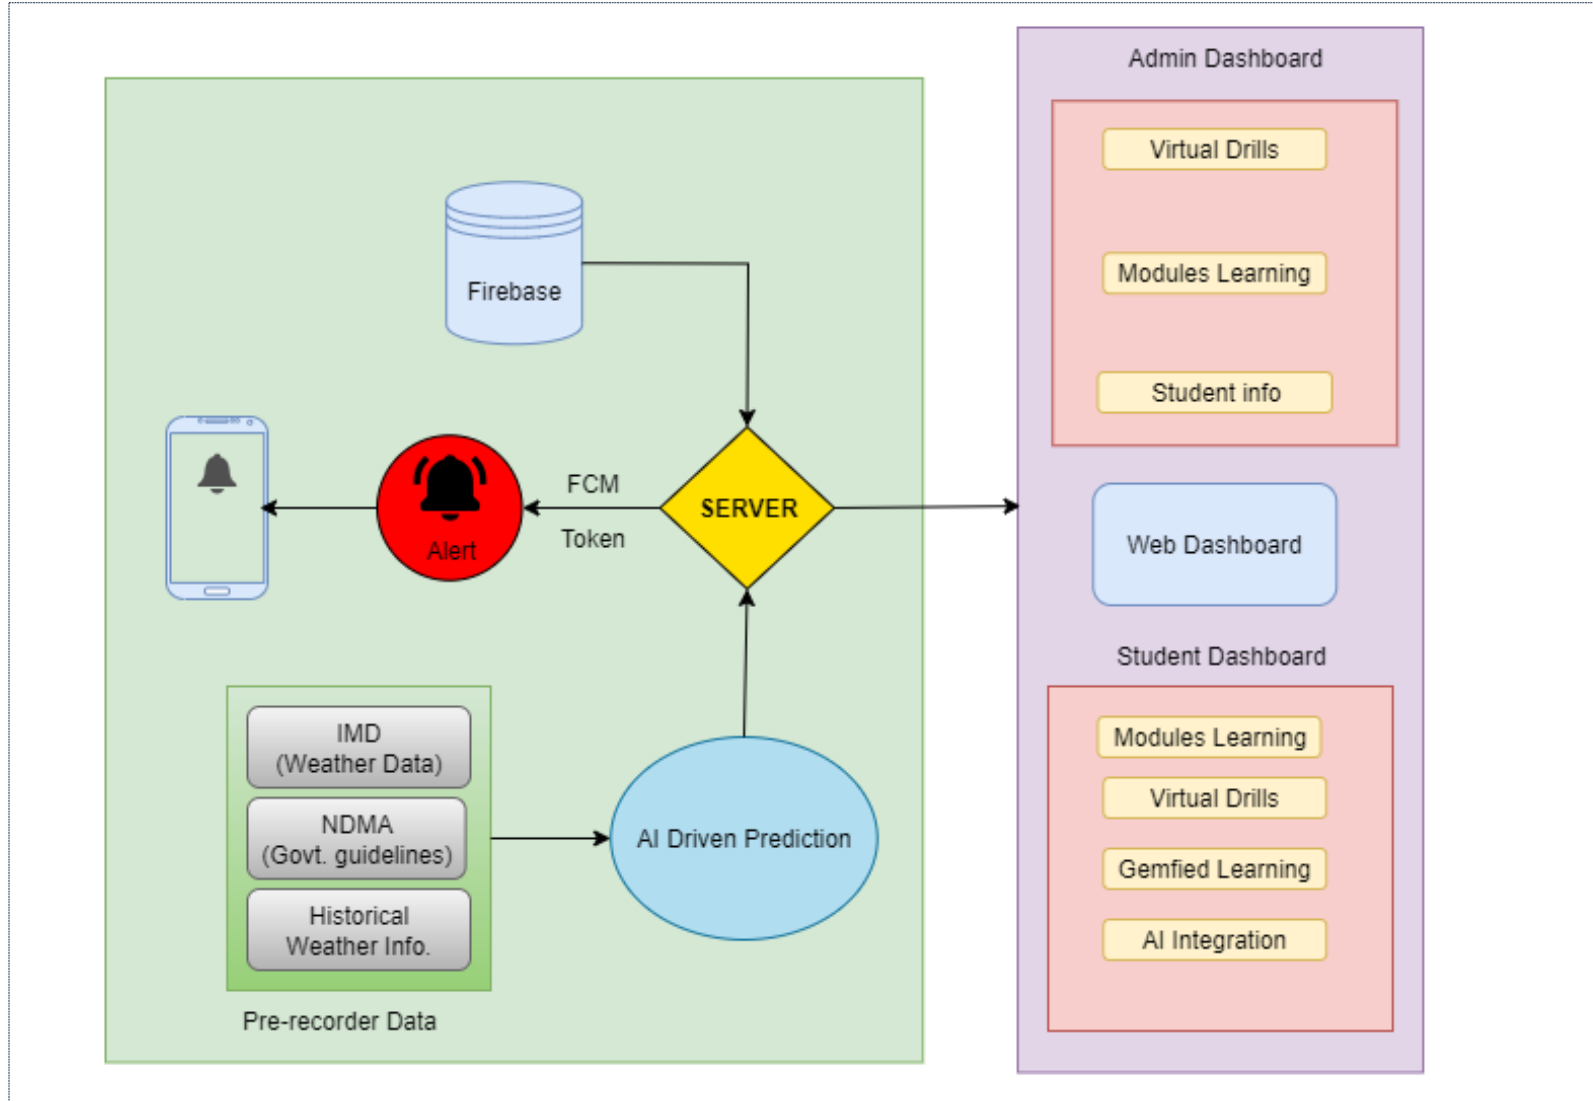 Firebase
FCM
Token
SERVER
Alert
IMD
(Weather Data)
NDMA
(Govt. guidelines)
Historical
Weather Info.
Pre-recorder Data
AI Driven Prediction
Admin Dashboard
Virtual Drills
Modules Learning
Student info
Web Dashboard
Student Dashboard
Modules Learning
Virtual Drills
Gemfied Learning
AI Integration